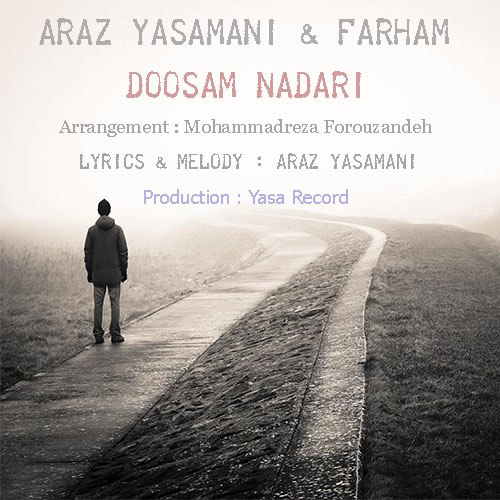 ARAZ YASAMANI & FARHAM
DOOSAM NADARI
Arrangement : Mohammadreza Forouzandeh
LYRICS & MELODY : ARAZ YASAMANI
Production : Yasa Record